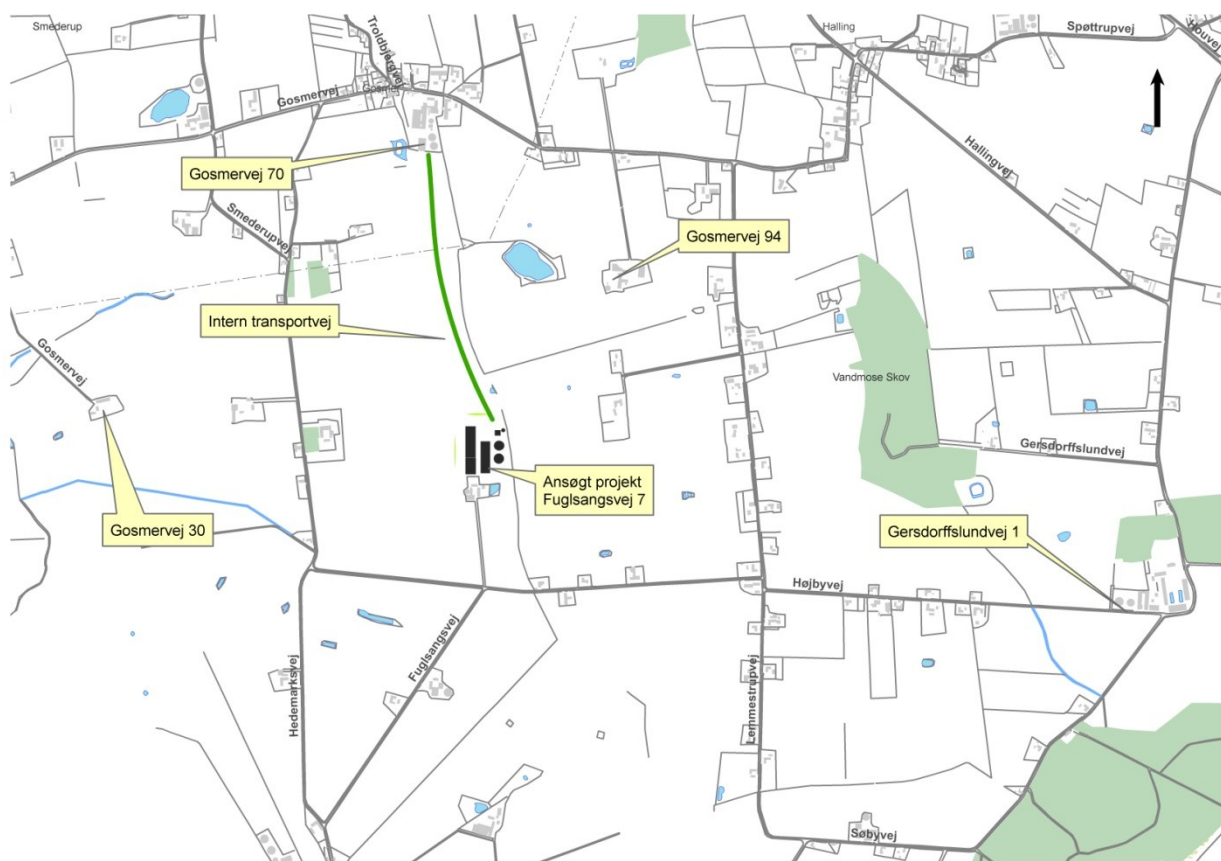 Smederup
Troldbjergvej
Halling
Spøttrupvej
Houvej
Gosmervej
Gosmer
Gosmervej 70
Hallingvej
Smederupvej
Gosmervej 94
Intern transportvej
Gosmervej
Vandmose Skov
Gersdorffslundvej
Ansøgt projekt
Fuglsangsvej 7
Gosmervej 30
Gersdorffslundvej 1
Højbyvej
Fuglsangsvej
Hedemarksvej
Lemmestrupvej
Søbyvej